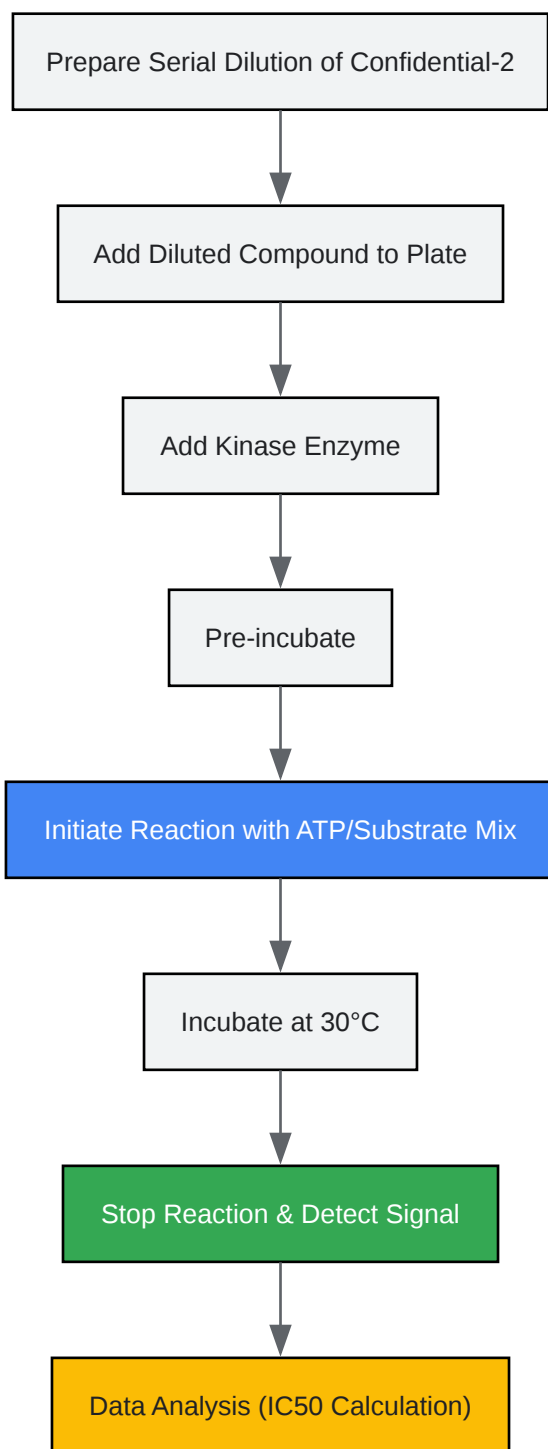 Prepare Serial Dilution of Confidential-2
Add Diluted Compound to Plate
Add Kinase Enzyme
Pre-incubate
Initiate Reaction with ATP/Substrate Mix
Incubate at 30°C
Stop Reaction & Detect Signal
Data Analysis (IC50 Calculation)